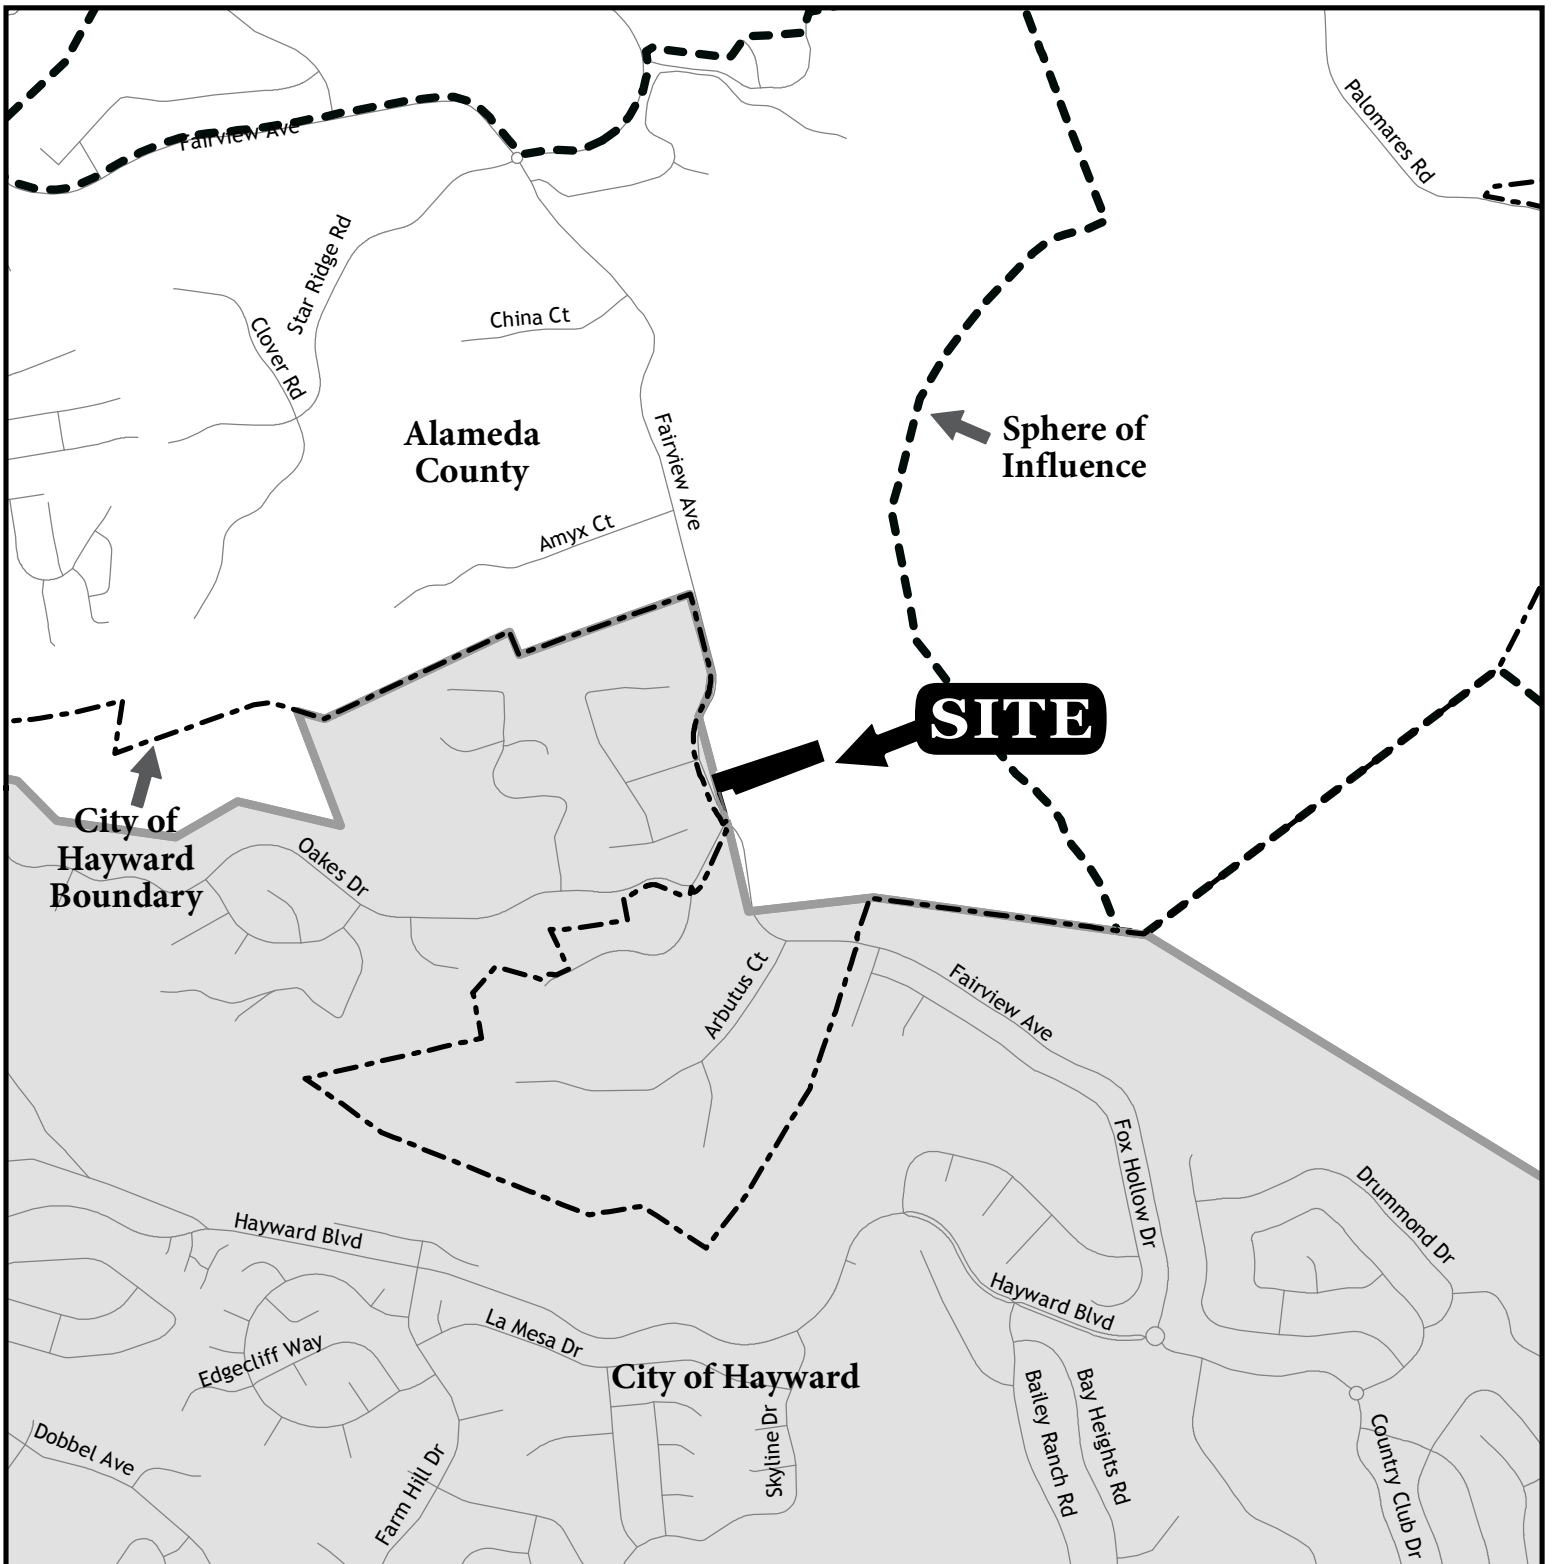 Palomares Rd
Fairview Ave
Star Ridge Rd
China Ct
Clover Rd
Alameda
County
Fairview Ave
Sphere of
Influence
Amyx Ct
SITE
City of
Hayward
Boundary
Oakes Dr
Arbutus Ct
Fairview Ave
Fox Hollow Dr
Drummond Dr
Hayward Blvd
Hayward Blvd
La Mesa Dr
Edgecliff Way
City of Hayward
Bailey Ranch Rd
Bay Heights Rd
Skyline Dr
Country Club Dr
Dobbel Ave
Farm Hill Dr